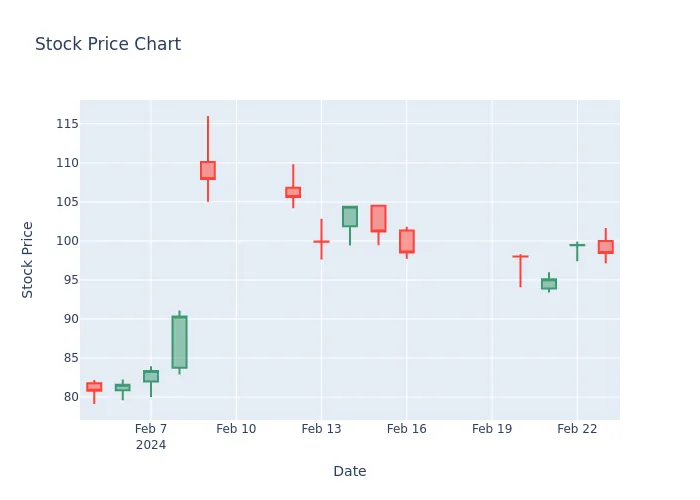 Stock Price Chart
Stock Price
115
110
105
100
95
90
85
80
Feb 7
2024
Feb 10
Feb 13
Feb 16
Feb 19
Feb 22
Date